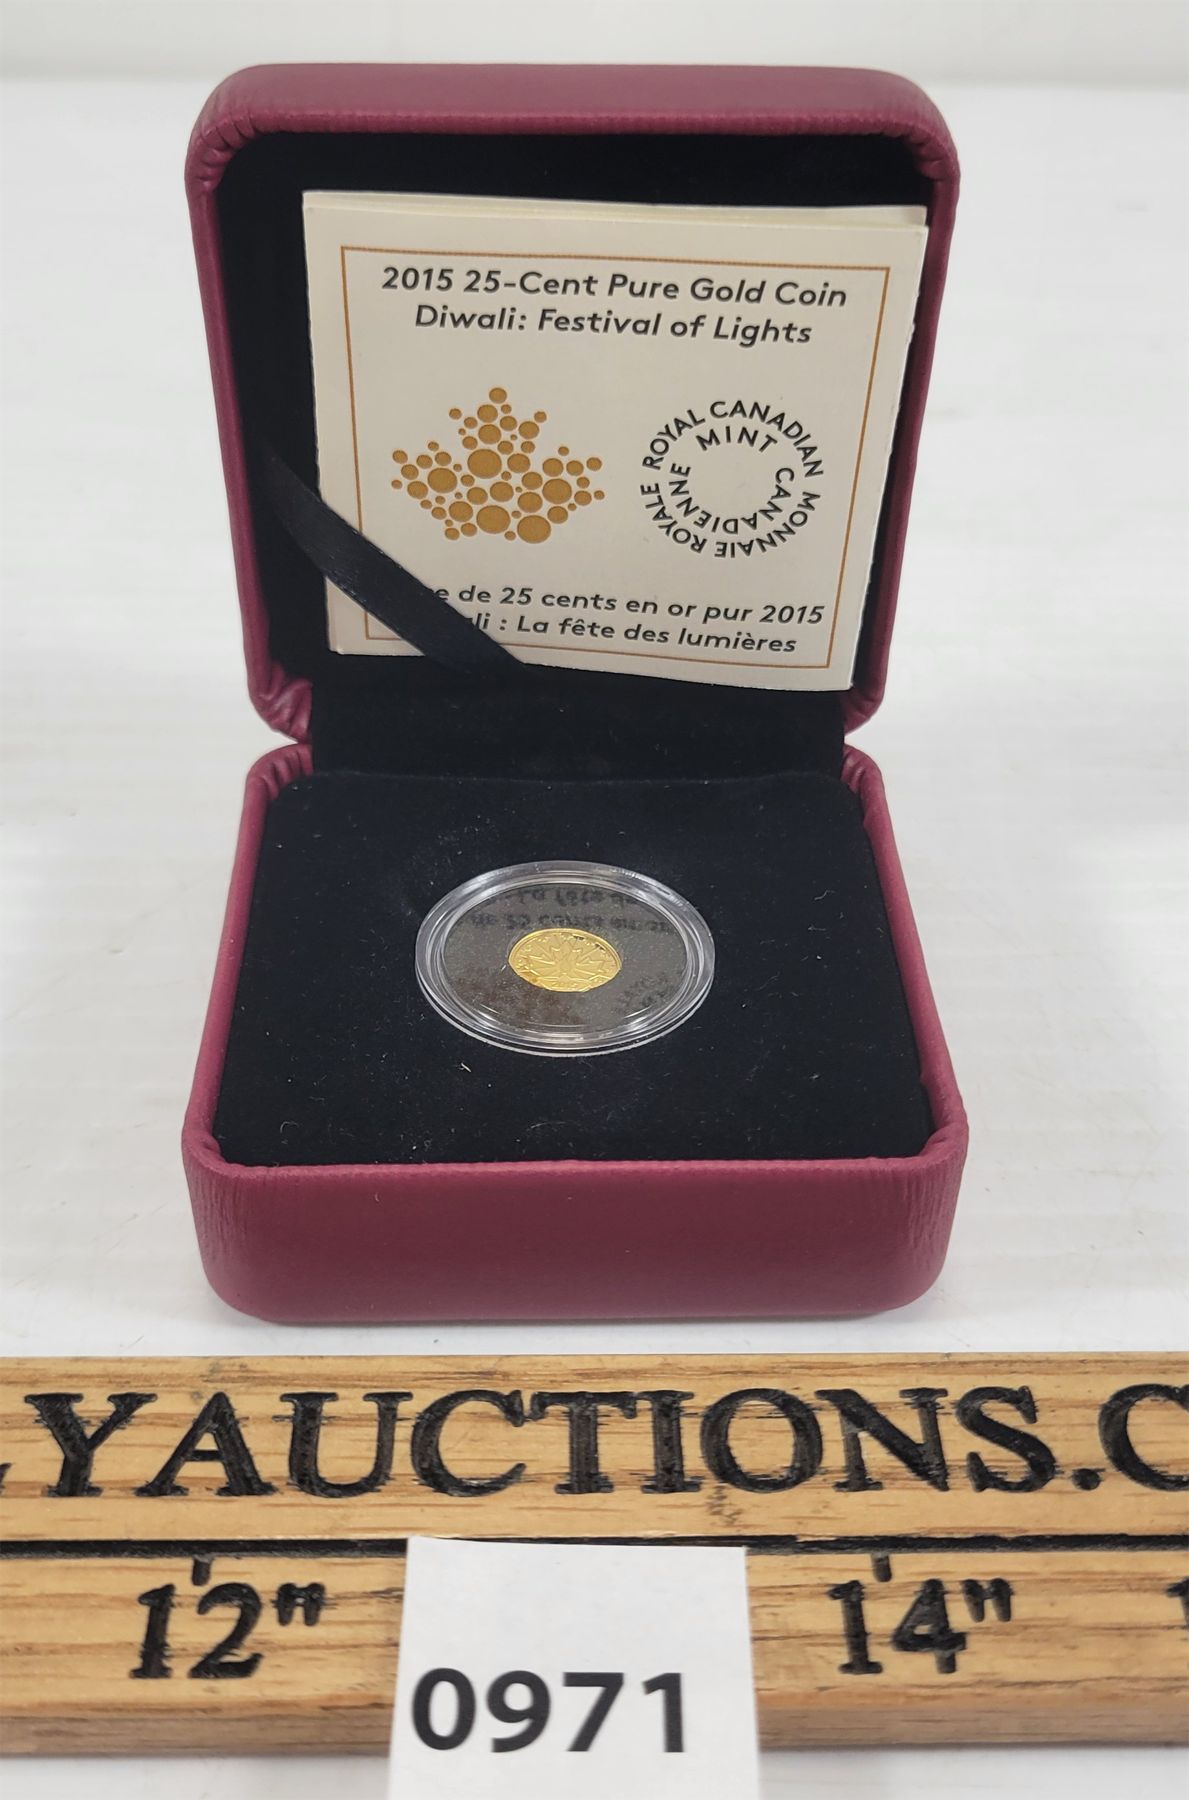 2015 25-Cent Pure Gold Coin
Diwali: Festival of Lights
ROYAL CANADIAN MINT
MONNAIE ROYALE CANADIENNE
de 25 cents en or pur 2015
: La fête des lumières
YAUCTIONS.C
12" 14"
0971